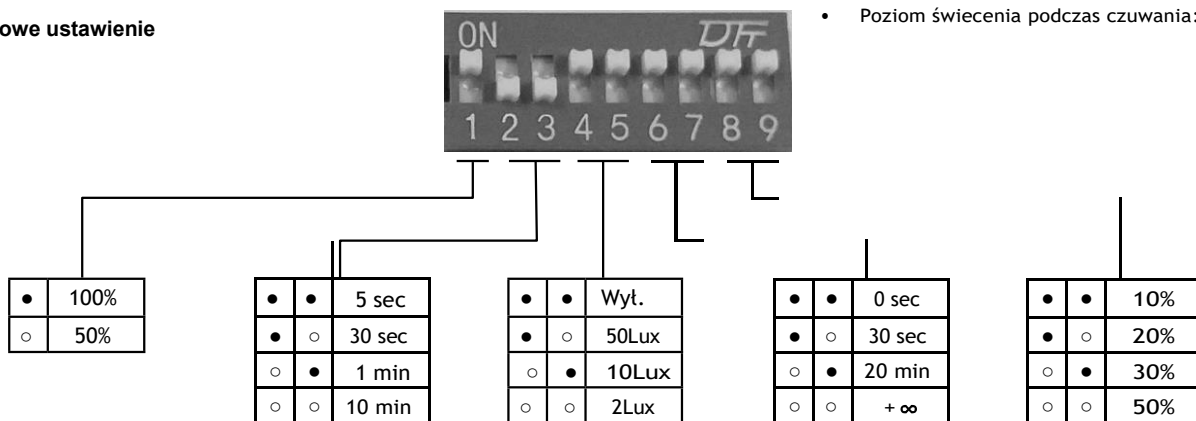 owe ustawienie
• Poziom świecenia podczas czuwania:
ON DTF
1 2 3 4 5 6 7 8 9
● 100%
○ 50%
● ● 5 sec
● ○ 30 sec
○ ● 1 min
○ ○ 10 min
● ● Wył.
● ○ 50Lux
○ ● 10Lux
○ ○ 2Lux
● ● 0 sec
● ○ 30 sec
○ ● 20 min
○ ○ +∞
● ● 10%
● ○ 20%
○ ● 30%
○ ○ 50%